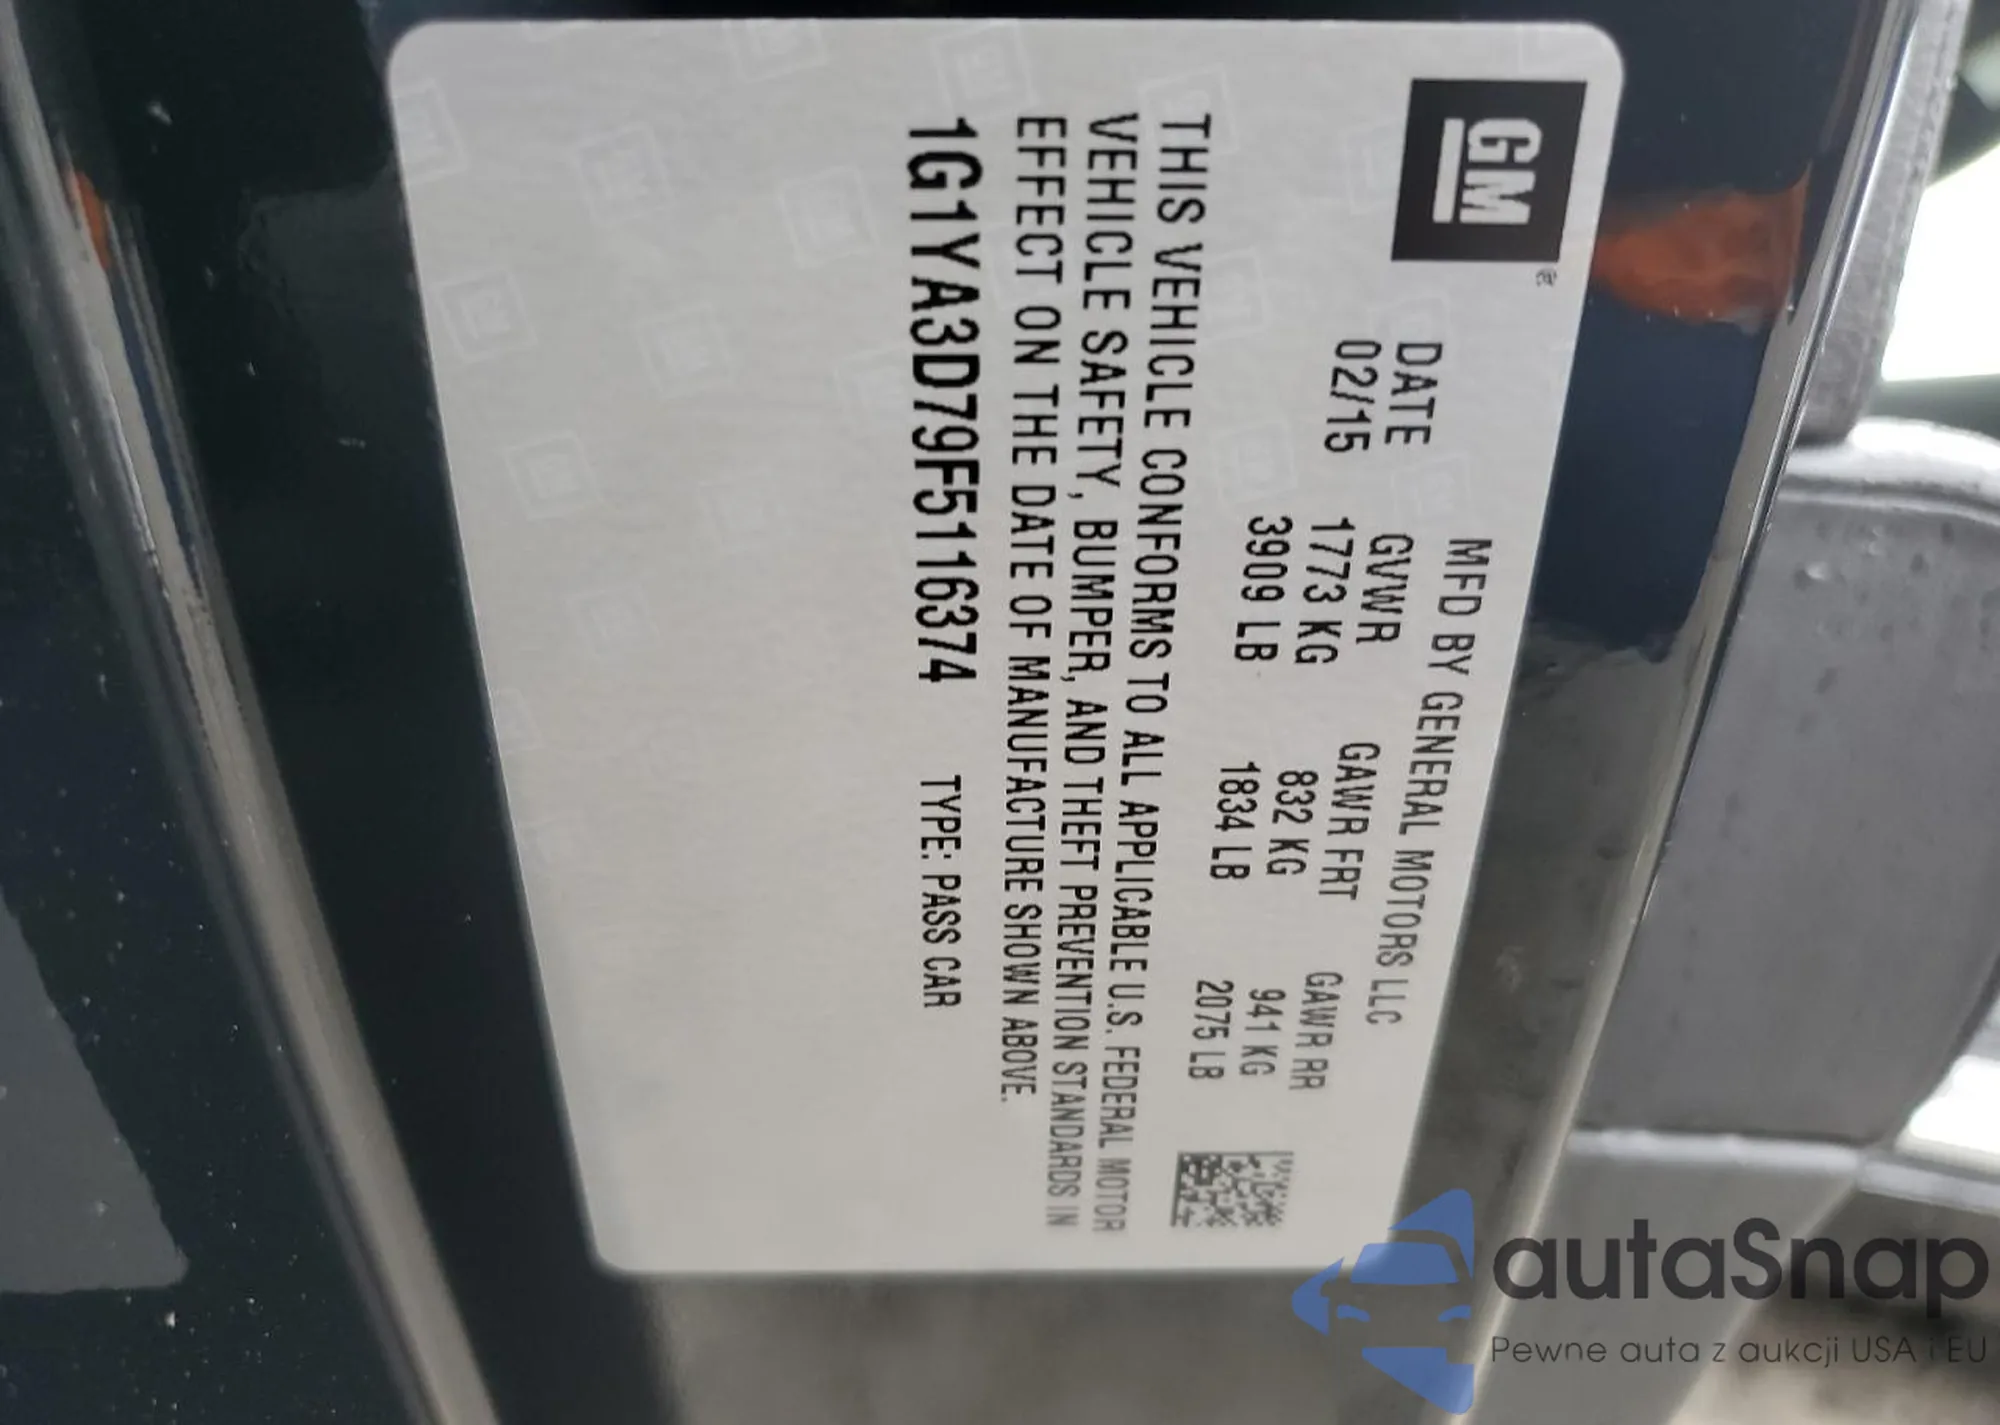 GM
®
MFD BY GENERAL MOTORS LLC
DATE GVWR GAWR FRT GAWR RR
02/15 1773 KG 832 KG 941 KG
3909 LB 1834 LB 2075 LB
THIS VEHICLE CONFORMS TO ALL APPLICABLE U.S. FEDERAL MOTOR
VEHICLE SAFETY, BUMPER, AND THEFT PREVENTION STANDARDS IN
EFFECT ON THE DATE OF MANUFACTURE SHOWN ABOVE.
1G1YA3D79F5116374 TYPE: PASS CAR
autaSnap
Pewne auta z aukcji USA i EU